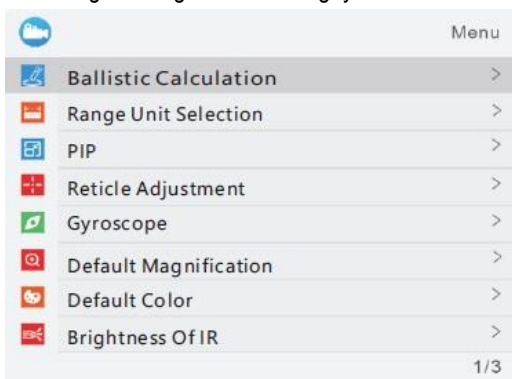 Menu
Ballistic Calculation >
Range Unit Selection >
PIP >
Reticle Adjustment >
Gyroscope >
Default Magnification >
Default Color >
Brightness Of IR >
1/3